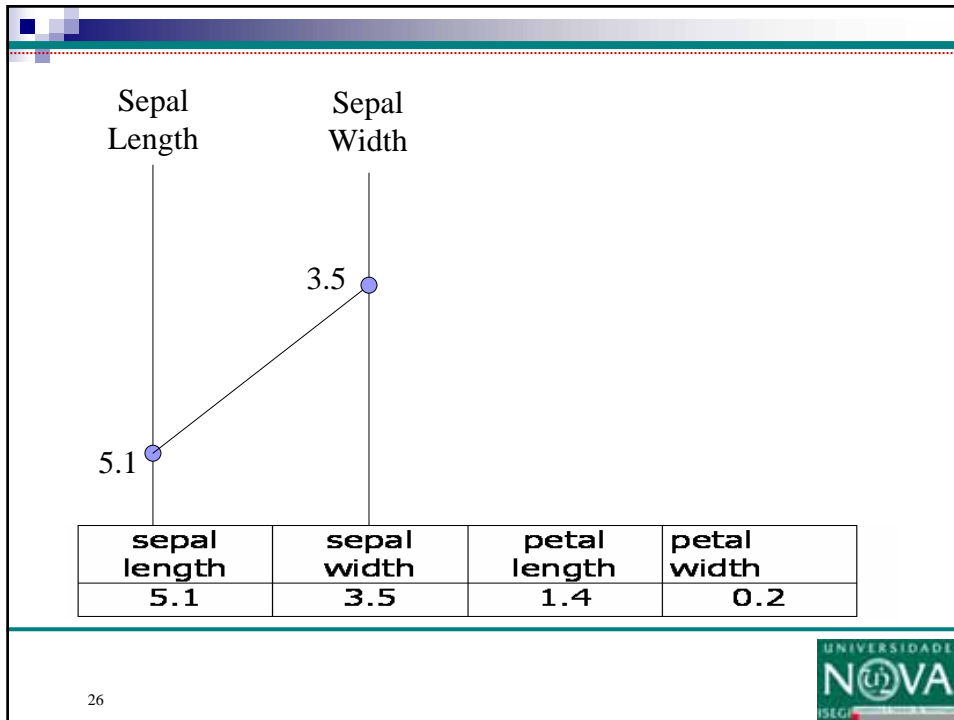 Sepal
Length
Sepal
Width
3.5
5.1
sepal length	sepal width	petal length	petal width
5.1	3.5	1.4	0.2
26
UNIVERSIDADE
NOVA
ISEGI